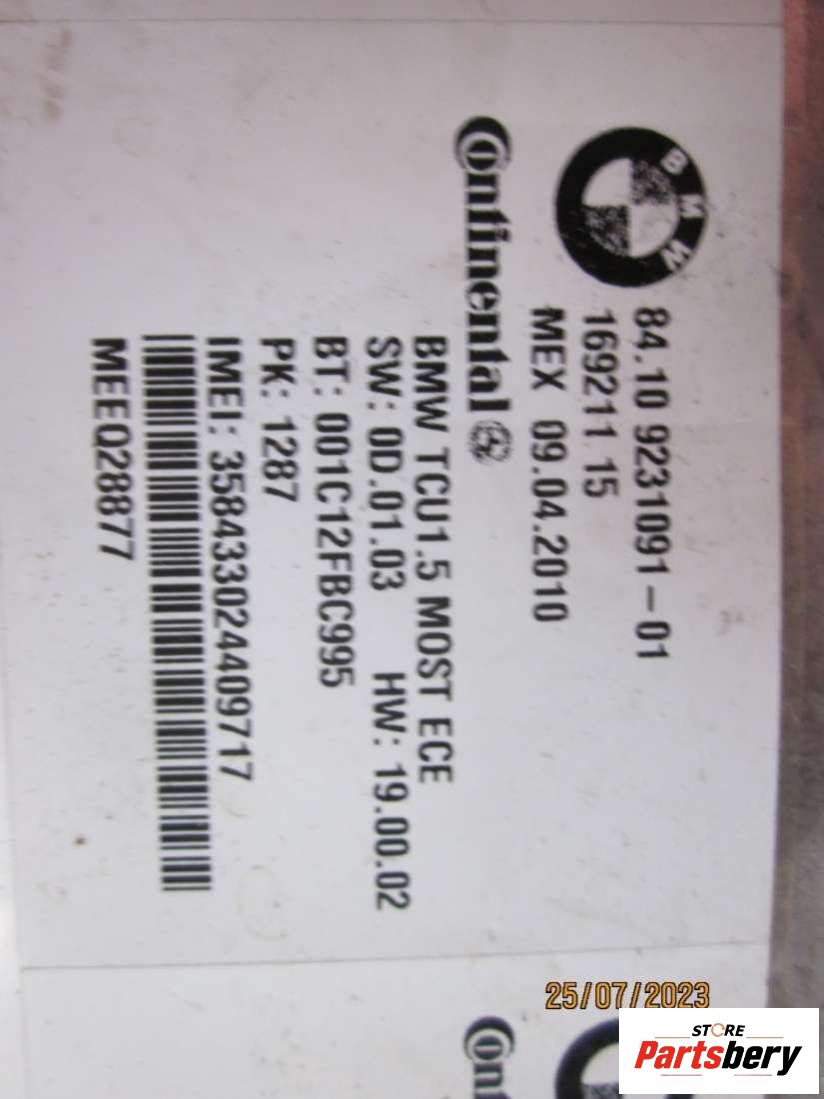 BMW
84.10 9231091-01
169211.15
MEX 09.04.2010
Continental
BMW TCU1.5 MOST ECE
SW: 0D.01.03 HW: 19.00.02
BT: 001C12FBC995
PK: 1287
IMEI: 358433024409717
MEEQ28877
25/07/2023
Cont
STORE
Partsbery